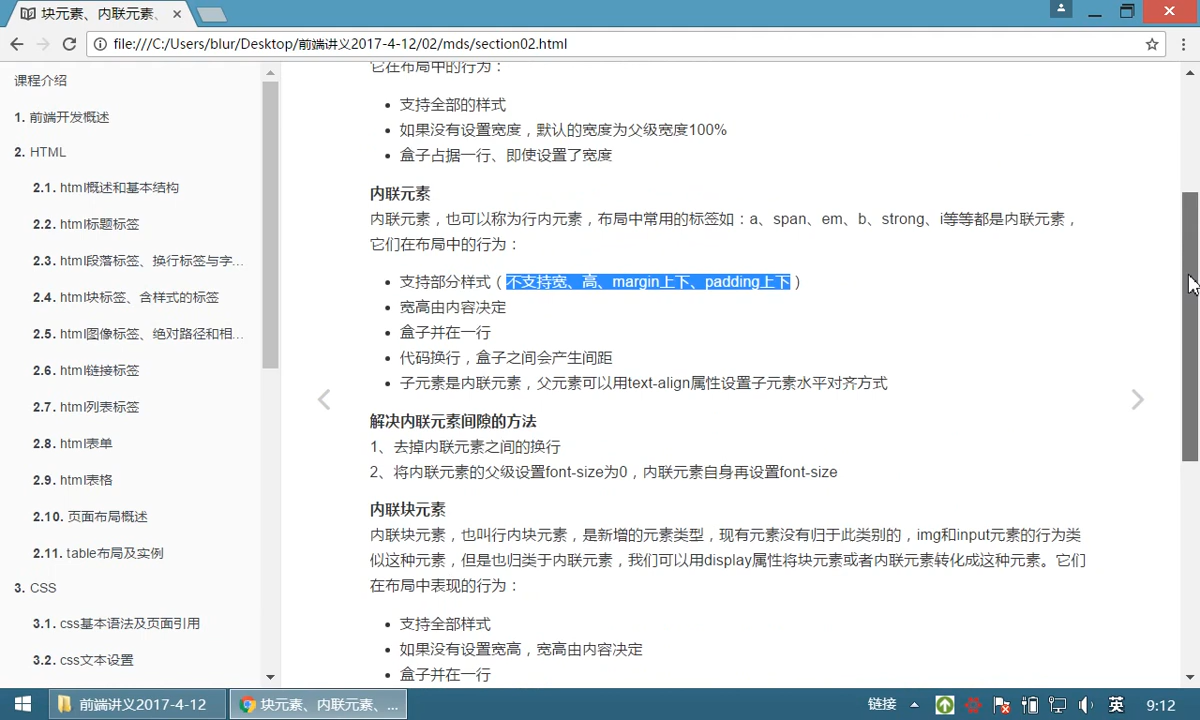 块元素、内联元素、
file:///C:/Users/blur/Desktop/前端讲义2017-4-12/02/mds/section02.html
课程介绍
1. 前端开发概述
2. HTML
2.1. html概述和基本结构
2.2. html标题标签
2.3. html段落标签、换行标签与字...
2.4. html块标签、含样式的标签
2.5. html图像标签、绝对路径和相...
2.6. html链接标签
2.7. html列表标签
2.8. html表单
2.9. html表格
2.10. 页面布局概述
2.11. table布局及实例
3. CSS
3.1. css基本语法及页面引用
3.2. css文本设置
它在布局中的行为：
支持全部的样式
如果没有设置宽度，默认的宽度为父级宽度100%
盒子占据一行、即使设置了宽度
内联元素
内联元素，也可以称为行内元素，布局中常用的标签如：a、span、em、b、strong、i等等都是内联元素，
它们在布局中的行为：
支持部分样式（不支持宽、高、margin上下、padding上下）
宽高由内容决定
盒子并在一行
代码换行，盒子之间会产生间距
子元素是内联元素，父元素可以用text-align属性设置子元素水平对齐方式
解决内联元素间隙的方法
1、去掉内联元素之间的换行
2、将内联元素的父级设置font-size为0，内联元素自身再设置font-size
内联块元素
内联块元素，也叫行内块元素，是新增的元素类型，现有元素没有归于此类别的，img和input元素的行为类
似这种元素，但是也归类于内联元素，我们可以用display属性将块元素或者内联元素转化成这种元素。它们
在布局中表现的行为：
支持全部样式
如果没有设置宽高，宽高由内容决定
盒子并在一行
前端讲义2017-4-12
块元素、内联元素、...
链接
英
9:12